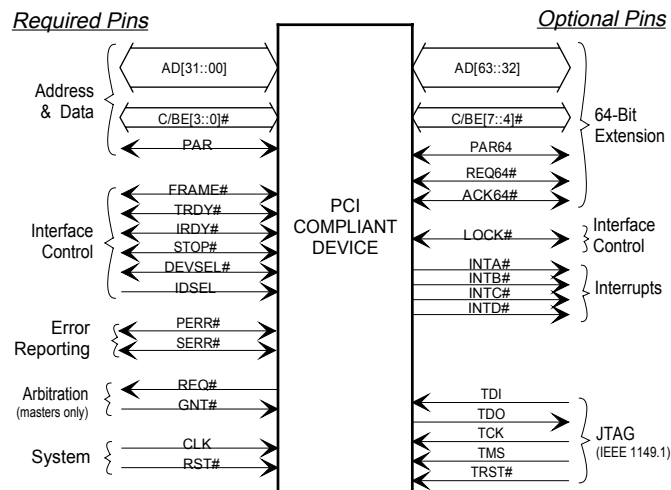 Required Pins
Optional Pins
Address
& Data
AD[31::00]
C/BE[3::0]#
PAR
Interface
Control
FRAME#
TRDY#
IRDY#
STOP#
DEVSEL#
IDSEL
Error
Reporting
PERR#
SERR#
Arbitration
(masters only)
REQ#
GNT#
System
CLK
RST#
PCI
COMPLIANT
DEVICE
AD[63::32]
C/BE[7::4]#
PAR64
REQ64#
ACK64#
64-Bit
Extension
LOCK#
Interface
Control
INTA#
INTB#
INTC#
INTD#
Interrupts
TDI
TDO
TCK
TMS
TRST#
JTAG
(IEEE 1149.1)